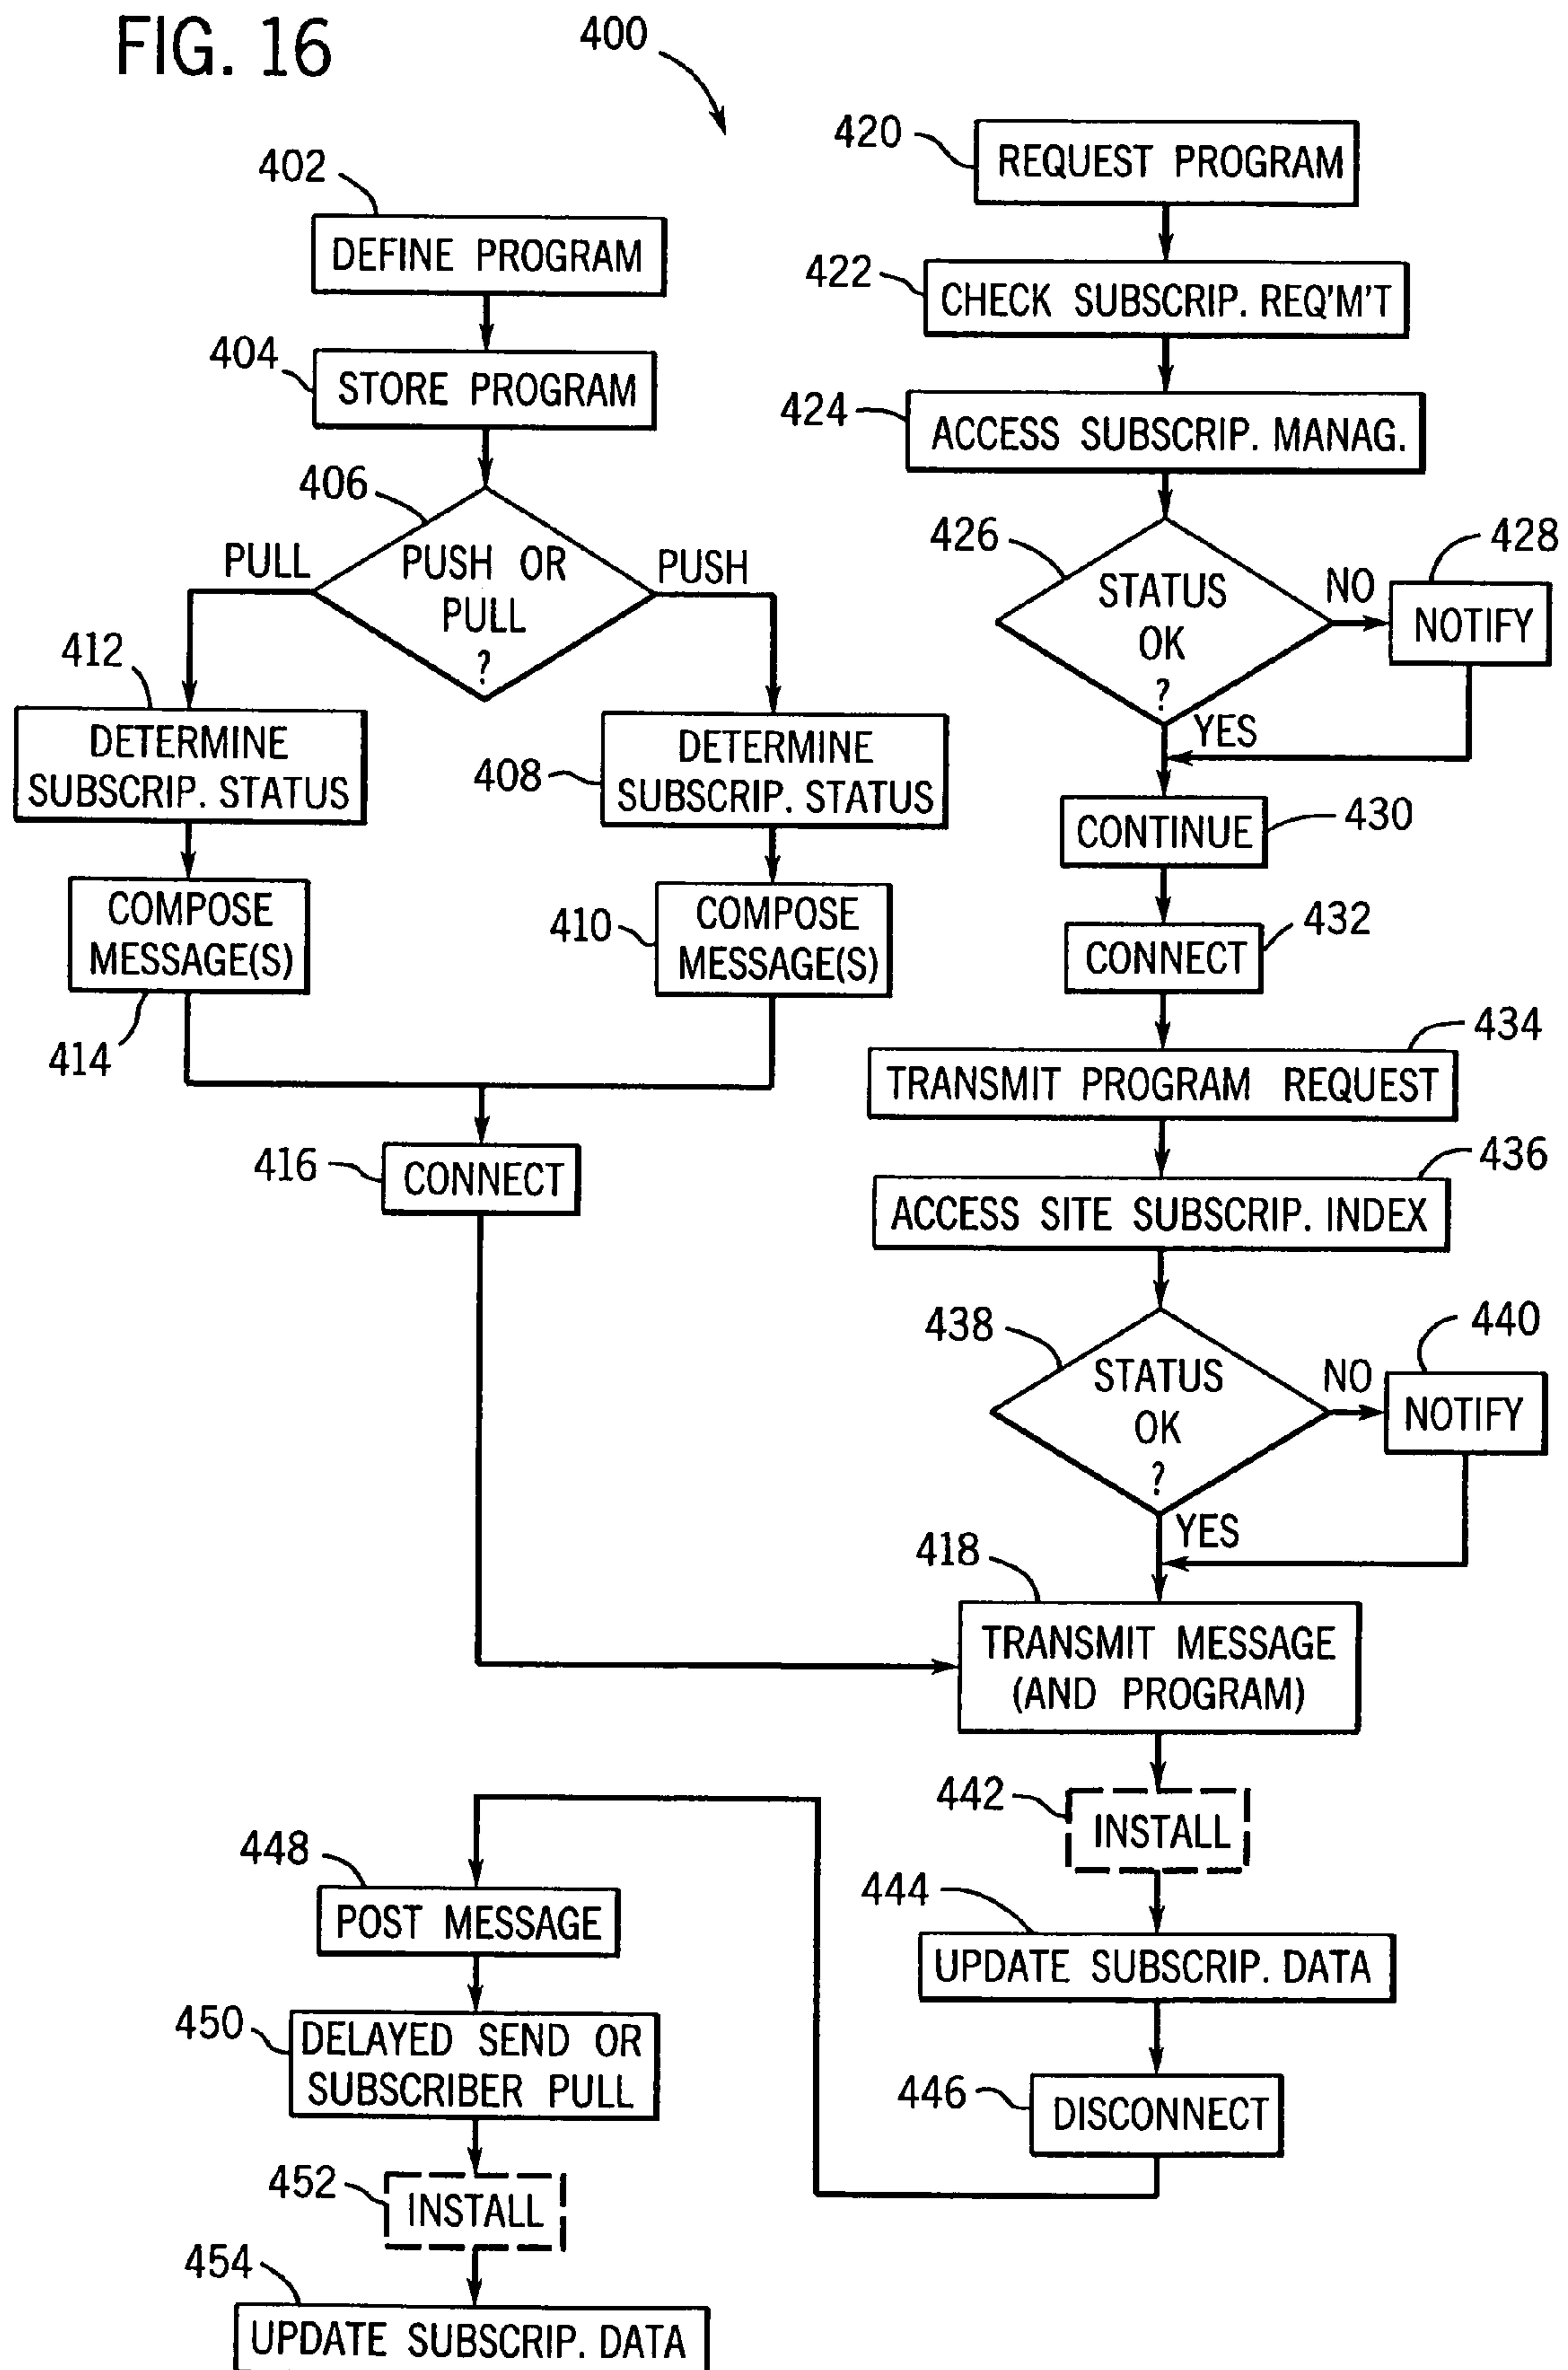 FIG. 16
400
402
DEFINE PROGRAM
404
STORE PROGRAM
406
PUSH OR
PULL
?
PULL
PUSH
412
DETERMINE
SUBSCRIP. STATUS
408
DETERMINE
SUBSCRIP. STATUS
COMPOSE
MESSAGE(S)
414
410
COMPOSE
MESSAGE(S)
416
CONNECT
420
REQUEST PROGRAM
422
CHECK SUBSCRIP. REQ'M'T
424
ACCESS SUBSCRIP. MANAG.
426
STATUS
OK
?
NO
428
NOTIFY
YES
CONTINUE
430
CONNECT
432
434
TRANSMIT PROGRAM REQUEST
436
ACCESS SITE SUBSCRIP. INDEX
438
STATUS
OK
?
NO
440
NOTIFY
YES
418
TRANSMIT MESSAGE
(AND PROGRAM)
442
INSTALL
444
UPDATE SUBSCRIP. DATA
446
DISCONNECT
448
POST MESSAGE
450
DELAYED SEND OR
SUBSCRIBER PULL
452
INSTALL
454
UPDATE SUBSCRIP. DATA